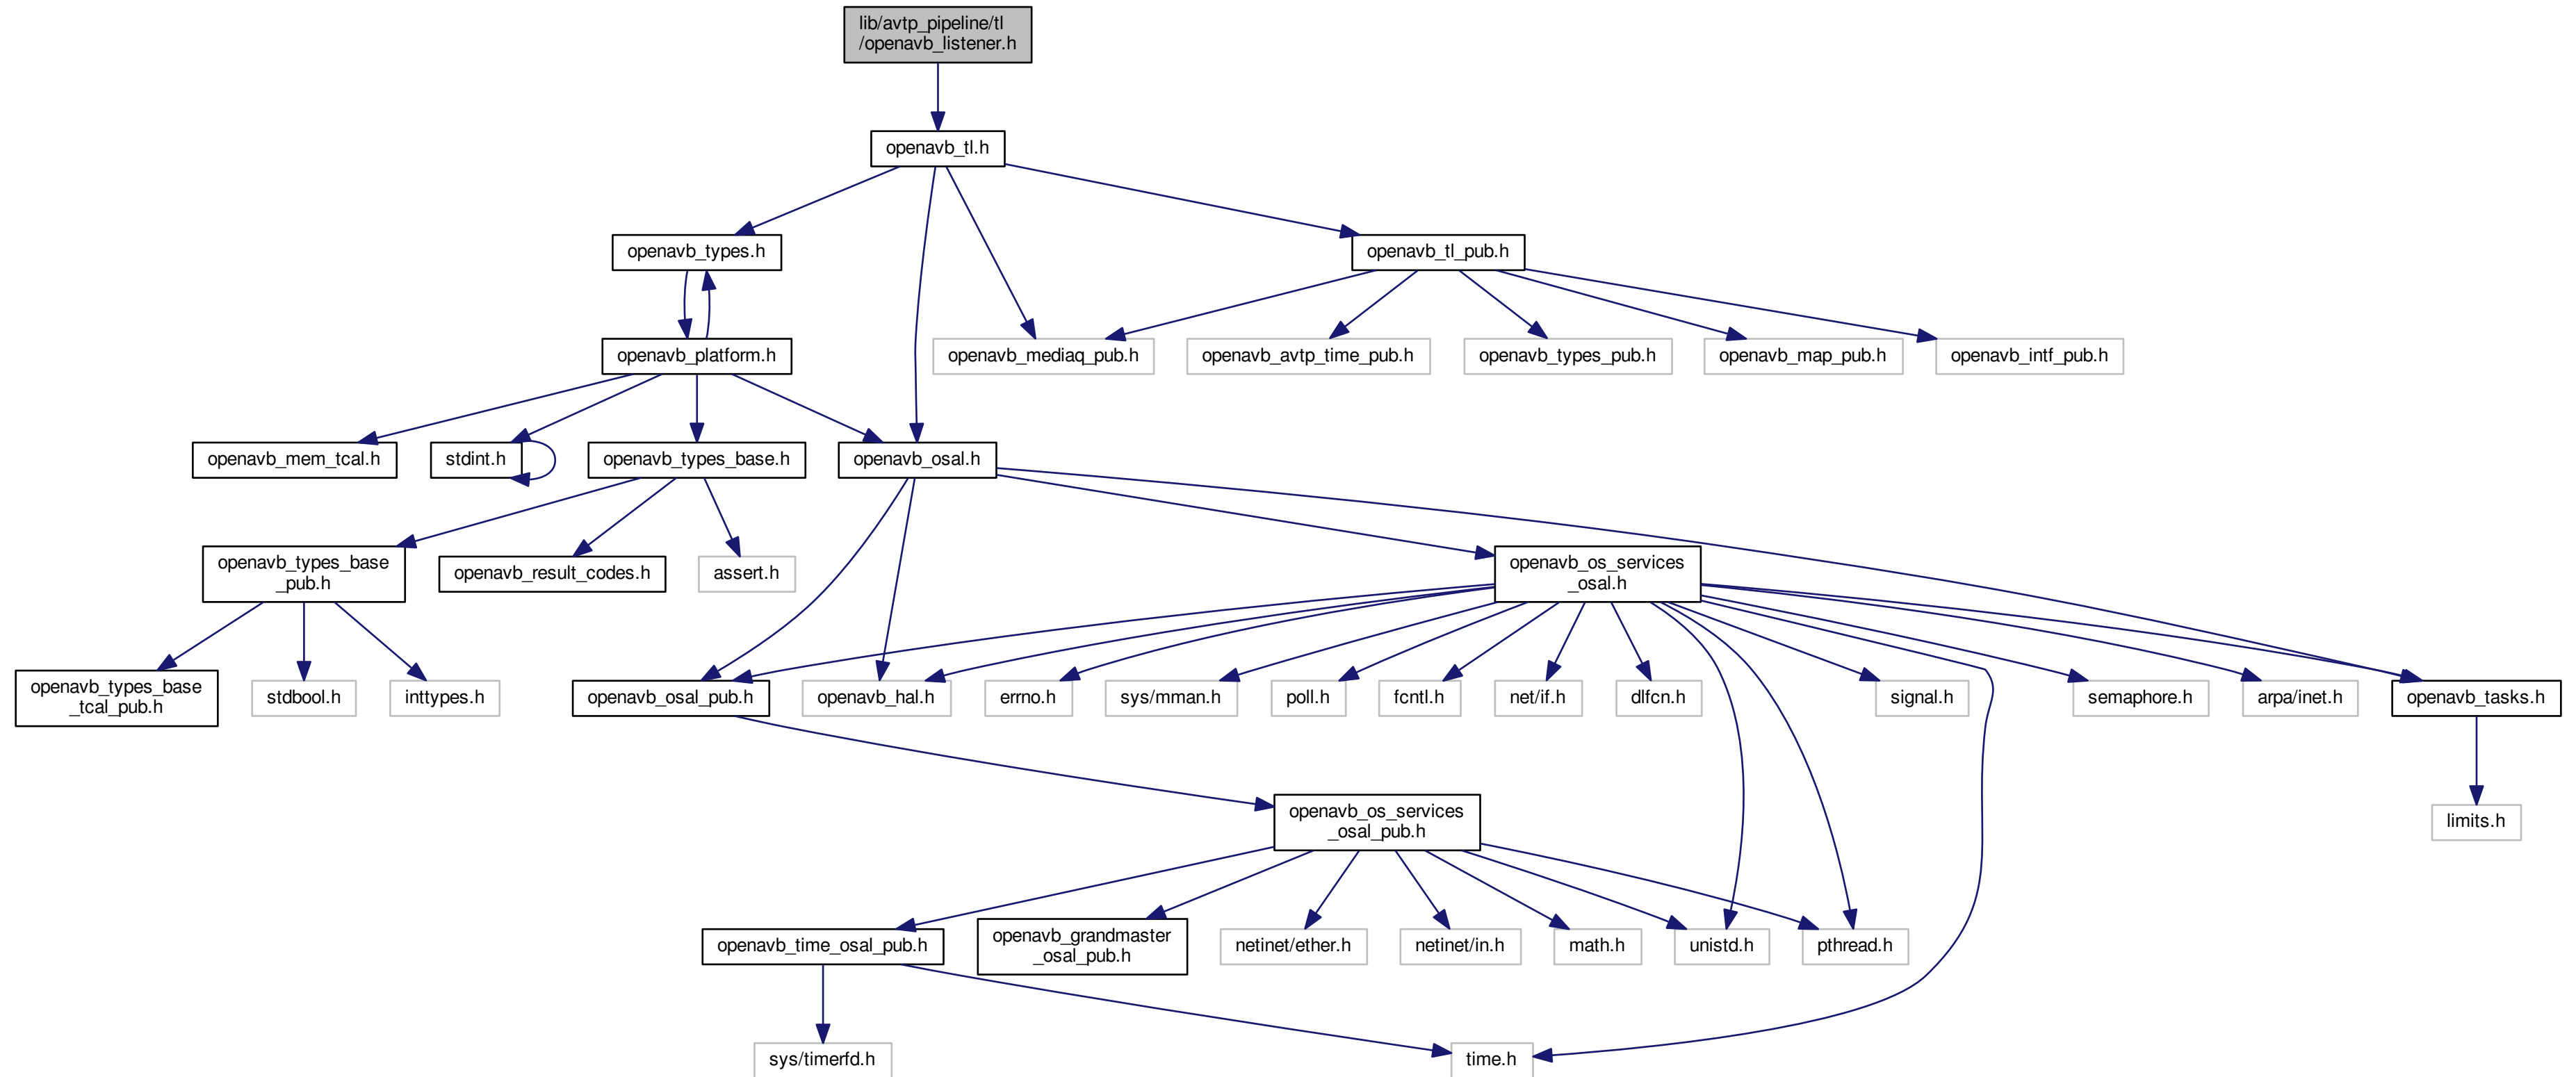 lib/avtp_pipeline/tl
/openavb_listener.h
openavb_tl.h
openavb_types.h
openavb_tl_pub.h
openavb_platform.h
openavb_mediaq_pub.h
openavb_avtp_time_pub.h
openavb_types_pub.h
openavb_map_pub.h
openavb_intf_pub.h
openavb_mem_tcal.h
stdint.h
openavb_types_base.h
openavb_osal.h
openavb_types_base
_pub.h
openavb_result_codes.h
assert.h
openavb_os_services
_osal.h
openavb_types_base
_tcal_pub.h
stdbool.h
inttypes.h
openavb_osal_pub.h
openavb_hal.h
errno.h
sys/mman.h
poll.h
fcntl.h
net/if.h
dlfcn.h
signal.h
semaphore.h
arpa/inet.h
openavb_tasks.h
openavb_os_services
_osal_pub.h
limits.h
openavb_time_osal_pub.h
openavb_grandmaster
_osal_pub.h
netinet/ether.h
netinet/in.h
math.h
unistd.h
pthread.h
sys/timerfd.h
time.h